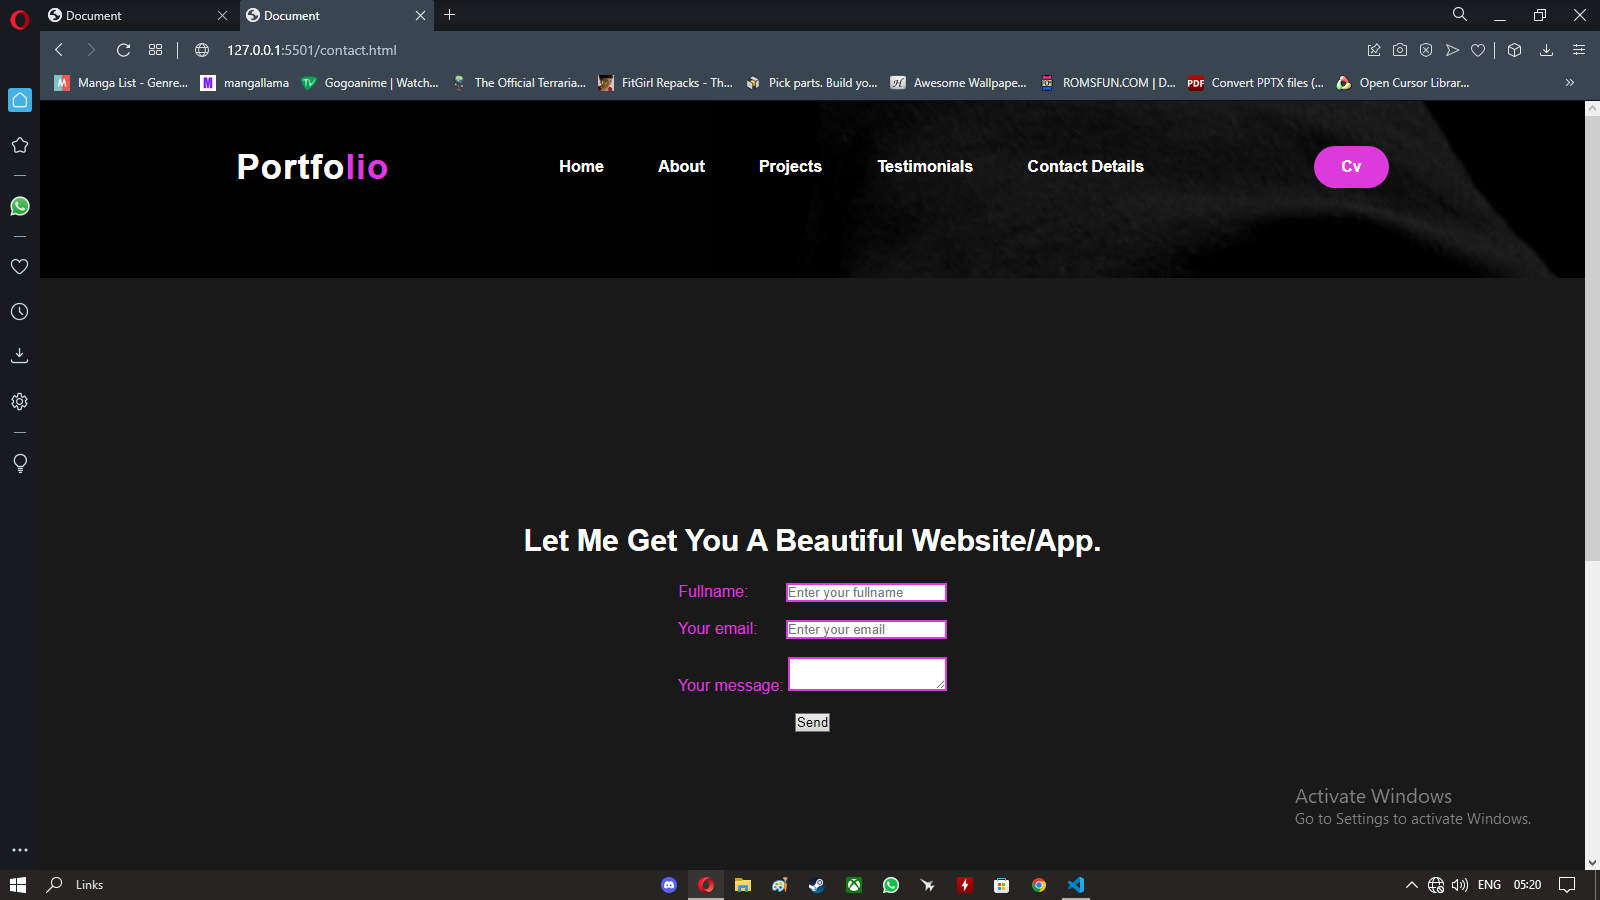 Document
Document
127.0.0.1:5501/contact.html
Manga List - Genre... mangallama Gogoanime | Watch... The Official Terraria... FitGirl Repacks - Th... Pick parts. Build yo... Awesome Wallpape... ROMSFUN.COM | D... Convert PPTX files (... Open Cursor Librar...
Portfolio Home About Projects Testimonials Contact Details Cv
Let Me Get You A Beautiful Website/App.
Fullname: Enter your fullname
Your email: Enter your email
Your message:
Send
Activate Windows
Go to Settings to activate Windows.
Links ENG 05:20